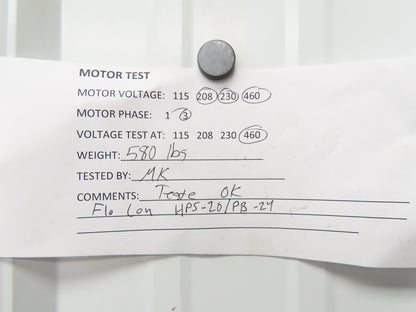 MOTOR TEST
MOTOR VOLTAGE: 115 208 230 460
MOTOR PHASE: 1 3
VOLTAGE TEST AT: 115 208 230 460
WEIGHT: 580 lbs
TESTED BY: MK
COMMENTS: OK
Flo Con HPS-20/PB-24